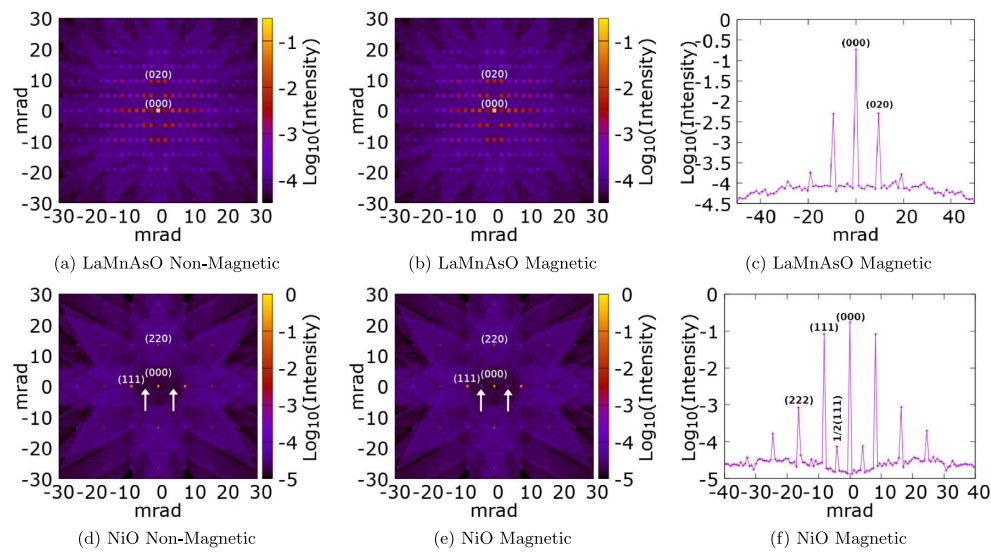 30
20
10
0
-10
-20
-30
mrad
(020)
(000)
-30 -20 -10 0 10 20 30
mrad
-1
-2
-3
-4
Log10(Intensity)
(a) LaMnAsO Non-Magnetic
30
20
10
0
-10
-20
-30
mrad
(020)
(000)
-30 -20 -10 0 10 20 30
mrad
-1
-2
-3
-4
Log10(Intensity)
(b) LaMnAsO Magnetic
0
-0.5
-1
-1.5
-2
-2.5
-3
-3.5
-4
-4.5
Log10(Intensity)
(000)
(020)
-40 -20 0 20 40
mrad
(c) LaMnAsO Magnetic
30
20
10
0
-10
-20
-30
mrad
(220)
(000)
(111)
-30 -20 -10 0 10 20 30
mrad
0
-1
-2
-3
-4
-5
Log10(Intensity)
(d) NiO Non-Magnetic
30
20
10
0
-10
-20
-30
mrad
(220)
(111)(000)
-30 -20 -10 0 10 20 30
mrad
0
-1
-2
-3
-4
-5
Log10(Intensity)
(e) NiO Magnetic
0
-1
-2
-3
-4
-5
Log10(Intensity)
(000)
(111)
(222)
1/2(111)
-40 -30 -20 -10 0 10 20 30 40
mrad
(f) NiO Magnetic